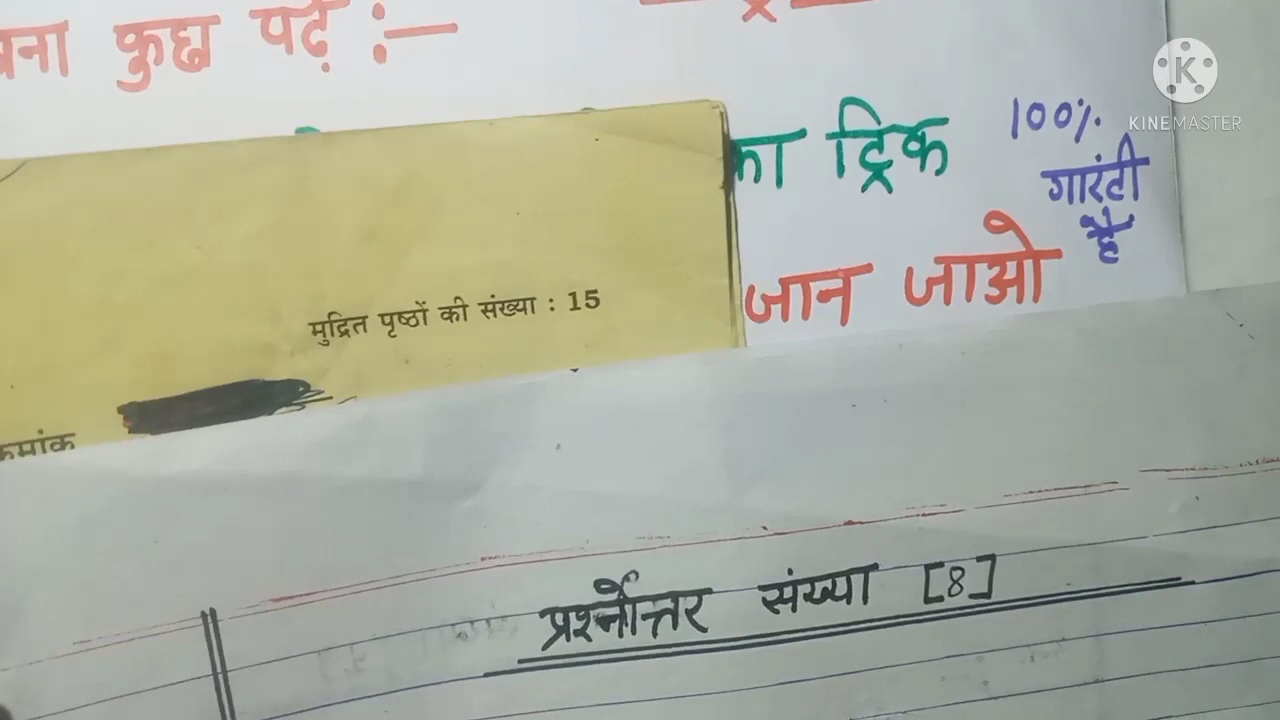 कुछ पढ़ें :—
का ट्रिक
100%
गारंटी
है
जान जाओ
मुद्रित पृष्ठों की संख्या : 15
प्रश्नोत्तर संख्या [8]
K
KINEMASTER